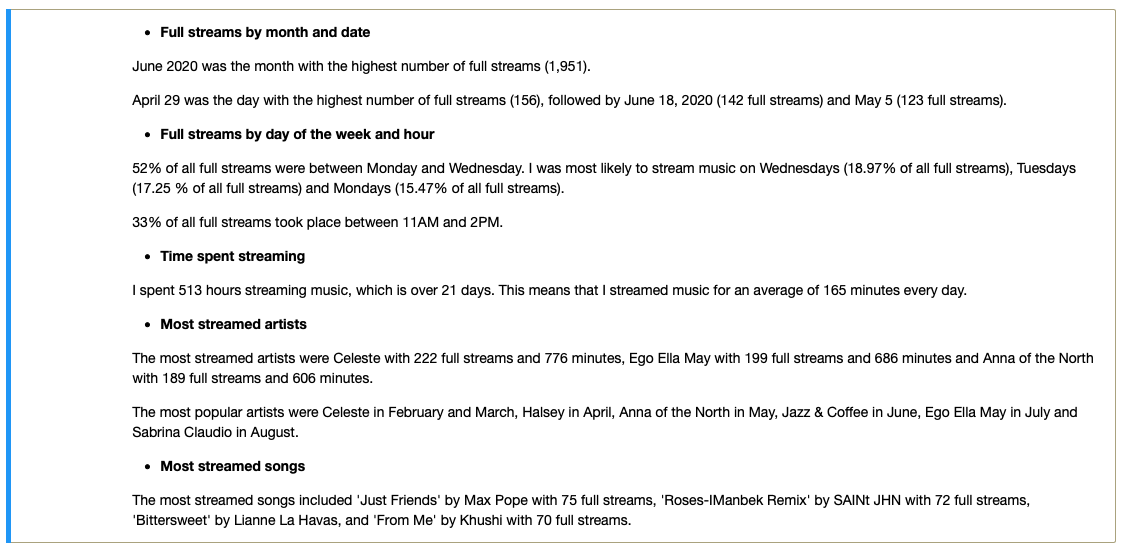 • Full streams by month and date
June 2020 was the month with the highest number of full streams (1,951).
April 29 was the day with the highest number of full streams (156), followed by June 18, 2020 (142 full streams) and May 5 (123 full streams).
• Full streams by day of the week and hour
52% of all full streams were between Monday and Wednesday. I was most likely to stream music on Wednesdays (18.97% of all full streams), Tuesdays
(17.25 % of all full streams) and Mondays (15.47% of all full streams).
33% of all full streams took place between 11AM and 2PM.
• Time spent streaming
I spent 513 hours streaming music, which is over 21 days. This means that I streamed music for an average of 165 minutes every day.
• Most streamed artists
The most streamed artists were Celeste with 222 full streams and 776 minutes, Ego Ella May with 199 full streams and 686 minutes and Anna of the North
with 189 full streams and 606 minutes.
The most popular artists were Celeste in February and March, Halsey in April, Anna of the North in May, Jazz & Coffee in June, Ego Ella May in July and
Sabrina Claudio in August.
• Most streamed songs
The most streamed songs included 'Just Friends' by Max Pope with 75 full streams, 'Roses-IManbek Remix' by SAINt JHN with 72 full streams,
'Bittersweet' by Lianne La Havas, and 'From Me' by Khushi with 70 full streams.